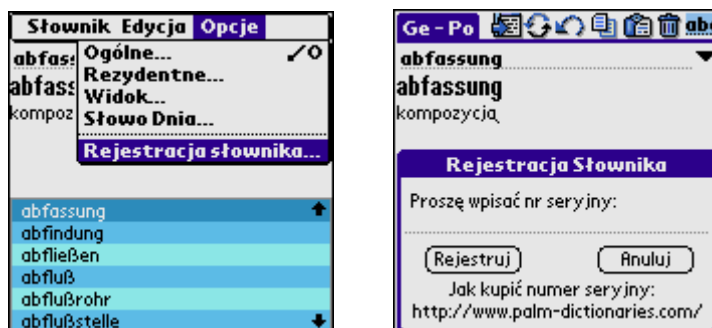 Słownik Edycja Opcje
abfass
Ogólne... ✓O
Rezydentne...
Widok...
Słowo Dnia...
Rejestracja słownika...
abfass
kompoz
abfassung
abfindung
abfließen
abfluß
abflußrohr
abflußstelle
Ge-Po
abfassung
abfassung
kompozycja
Rejestracja Słownika
Proszę wpisać nr seryjny:
Rejestruj Anuluj
Jak kupić numer seryjny:
http://www.palm-dictionaries.com/